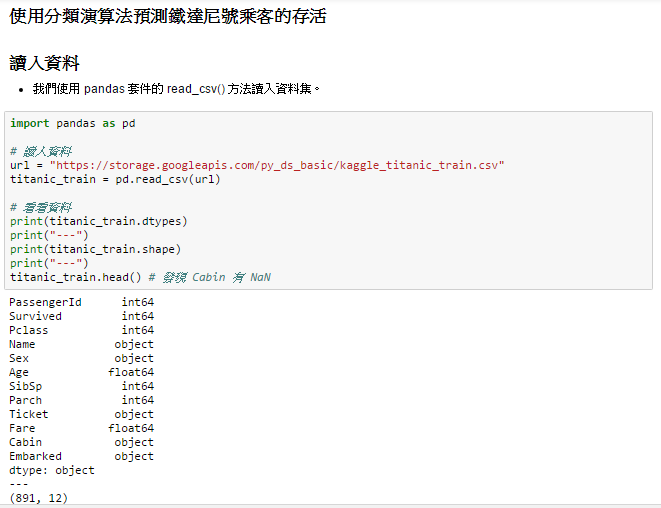 使用分類演算法預測鐵達尼號乘客的存活
讀入資料
• 我們使用 pandas 套件的 read_csv() 方法讀入資料集。
import pandas as pd
# 讀入資料
url = "https://storage.googleapis.com/py_ds_basic/kaggle_titanic_train.csv"
titanic_train = pd.read_csv(url)
# 看看資料
print(titanic_train.dtypes)
print("---")
print(titanic_train.shape)
print("---")
titanic_train.head() # 發現 Cabin 有 NaN
PassengerId      int64
Survived         int64
Pclass           int64
Name            object
Sex             object
Age            float64
SibSp            int64
Parch            int64
Ticket          object
Fare           float64
Cabin           object
Embarked        object
dtype: object
---
(891, 12)